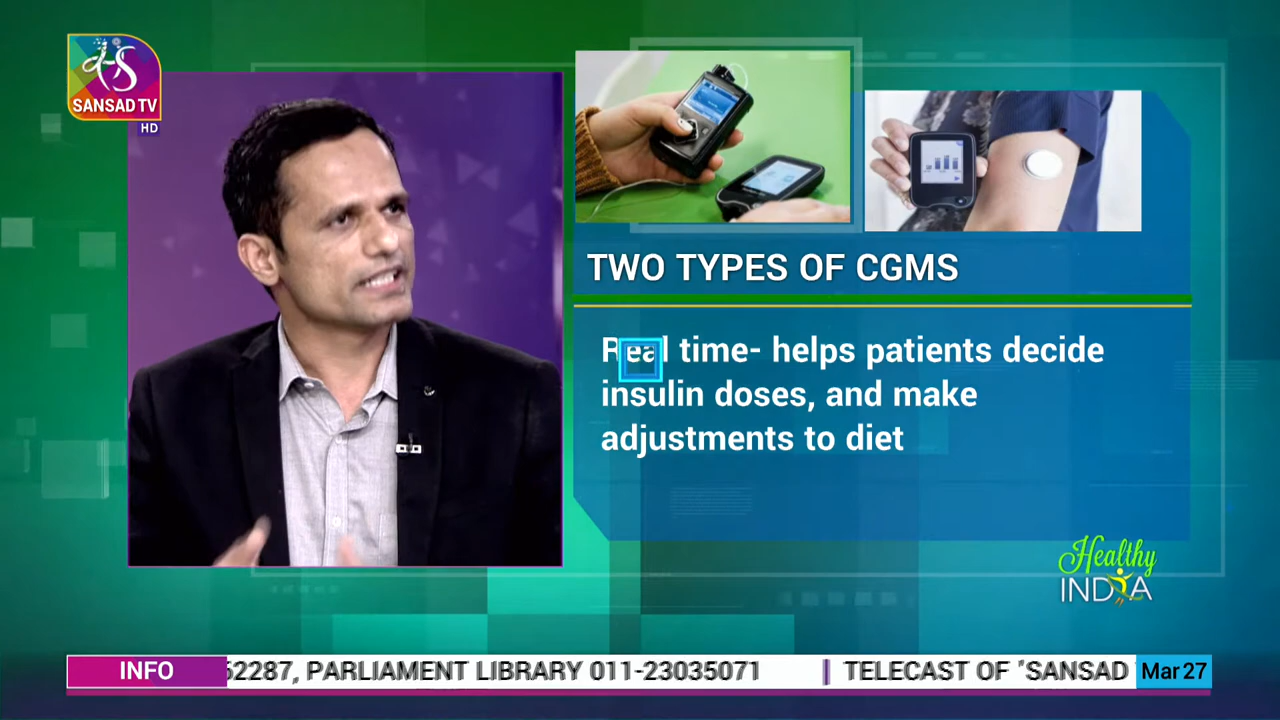 SANSAD TV
HD
TWO TYPES OF CGMS
Real time- helps patients decide
insulin doses, and make
adjustments to diet
Healthy
INDIA
INFO
52287, PARLIAMENT LIBRARY 011-23035071 | TELECAST OF "SANSAD
Mar 27